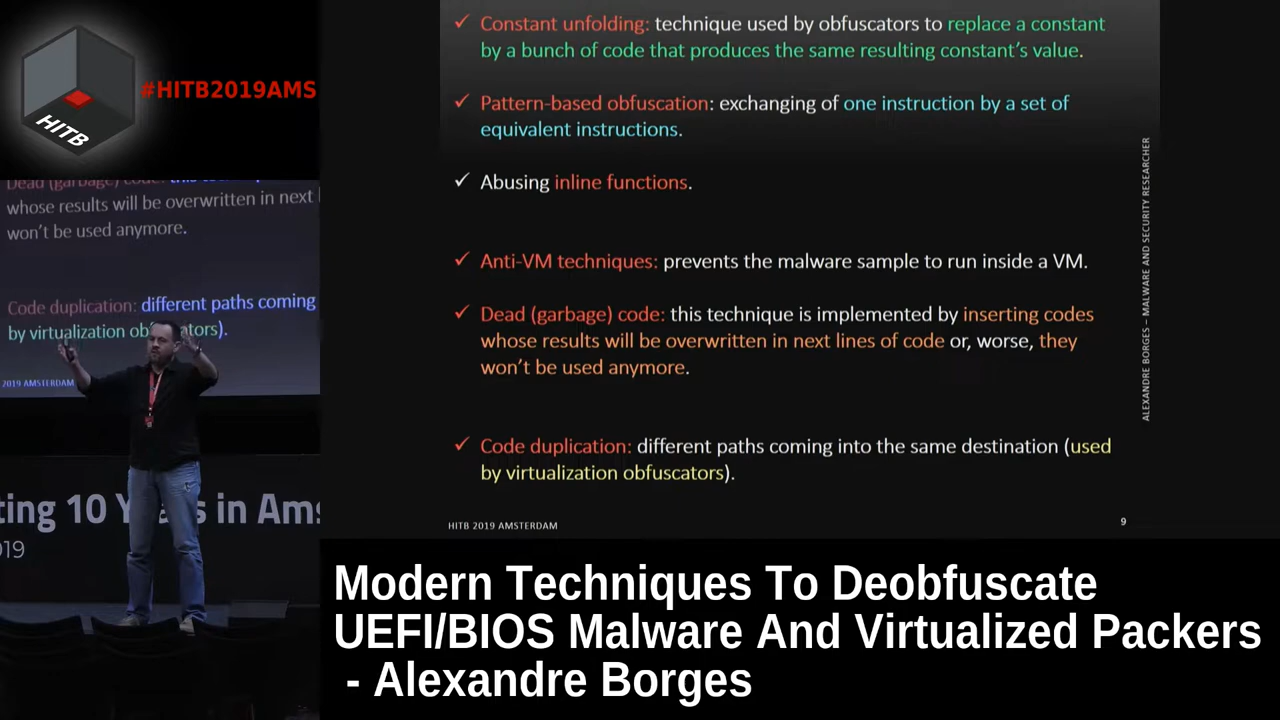 HITB
#HITB2019AMS
Constant unfolding: technique used by obfuscators to replace a constant
by a bunch of code that produces the same resulting constant's value.
Pattern-based obfuscation: exchanging of one instruction by a set of
equivalent instructions.
Abusing inline functions.
Anti-VM techniques: prevents the malware sample to run inside a VM.
Dead (garbage) code: this technique is implemented by inserting codes
whose results will be overwritten in next lines of code or, worse, they
won't be used anymore.
Code duplication: different paths coming into the same destination (used
by virtualization obfuscators).
HITB 2019 AMSTERDAM
9
ALEXANDRE BORGES – MALWARE AND SECURITY RESEARCHER
Dead (garbage)
whose results will be overwritten in next
won't be used anymore.
Code duplication: different paths coming
by virtualization obfuscators).
2019 AMSTERDAM
ting 10 Years in Ams
019
Modern Techniques To Deobfuscate
UEFI/BIOS Malware And Virtualized Packers
- Alexandre Borges